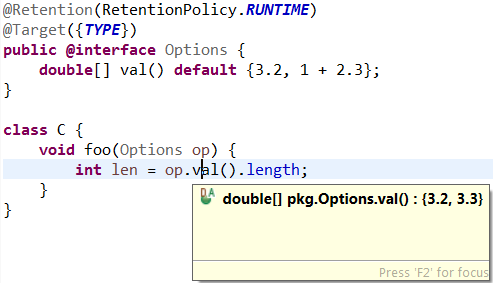 @Retention(RetentionPolicy.RUNTIME)
@Target({TYPE})
public @interface Options {
    double[] val() default {3.2, 1 + 2.3};
}

class C {
    void foo(Options op) {
        int len = op.val().length;
    }
}
double[] pkg.Options.val() : {3.2, 3.3}
Press 'F2' for focus